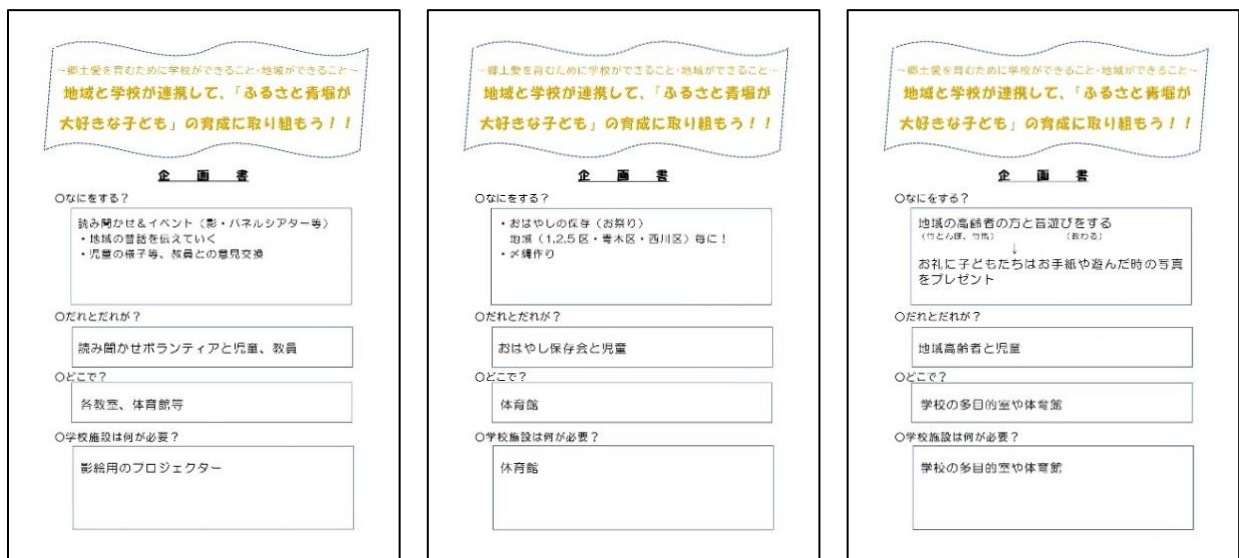 ~郷土愛を育むために学校ができること・地域ができること~
地域と学校が連携して、「ふるさと青堀が
大好きな子ども」の育成に取り組もう！！
企 画 書
○なにをする？
読み聞かせ＆イベント（影・パネルシアター等）
・地域の昔話を伝えていく
・児童の様子等、教員との意見交換
○だれとだれが？
読み聞かせボランティアと児童、教員
○どこで？
各教室、体育館等
○学校施設は何が必要？
影絵用のプロジェクター
~郷土愛を育むために学校ができること・地域ができること~
地域と学校が連携して、「ふるさと青堀が
大好きな子ども」の育成に取り組もう！！
企 画 書
○なにをする？
・おはやしの保存（お祭り）
地域（1,2,5区・青木区・西川区）毎に！
・〆縄作り
○だれとだれが？
おはやし保存会と児童
○どこで？
体育館
○学校施設は何が必要？
体育館
~郷土愛を育むために学校ができること・地域ができること~
地域と学校が連携して、「ふるさと青堀が
大好きな子ども」の育成に取り組もう！！
企 画 書
○なにをする？
地域の高齢者の方と昔遊びをする
（竹とんぼ、竹馬） （教わる）
↓
お礼に子どもたちはお手紙や遊んだ時の写真
をプレゼント
○だれとだれが？
地域高齢者と児童
○どこで？
学校の多目的室や体育館
○学校施設は何が必要？
学校の多目的室や体育館